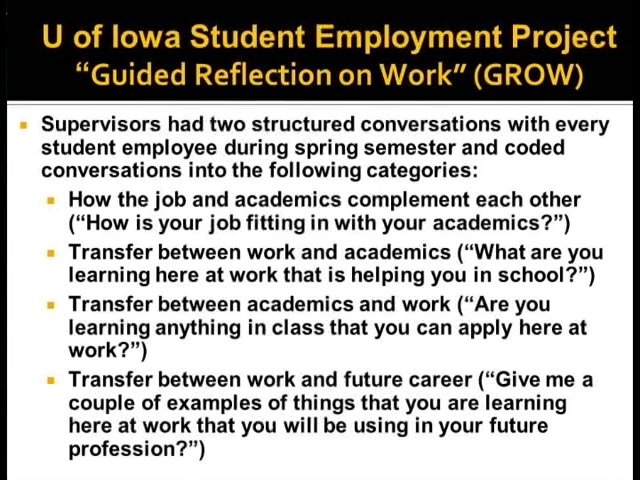 U of Iowa Student Employment Project
“Guided Reflection on Work” (GROW)
Supervisors had two structured conversations with every
student employee during spring semester and coded
conversations into the following categories:
How the job and academics complement each other
(“How is your job fitting in with your academics?”)
Transfer between work and academics (“What are you
learning here at work that is helping you in school?”)
Transfer between academics and work (“Are you
learning anything in class that you can apply here at
work?”)
Transfer between work and future career (“Give me a
couple of examples of things that you are learning
here at work that you will be using in your future
profession?”)